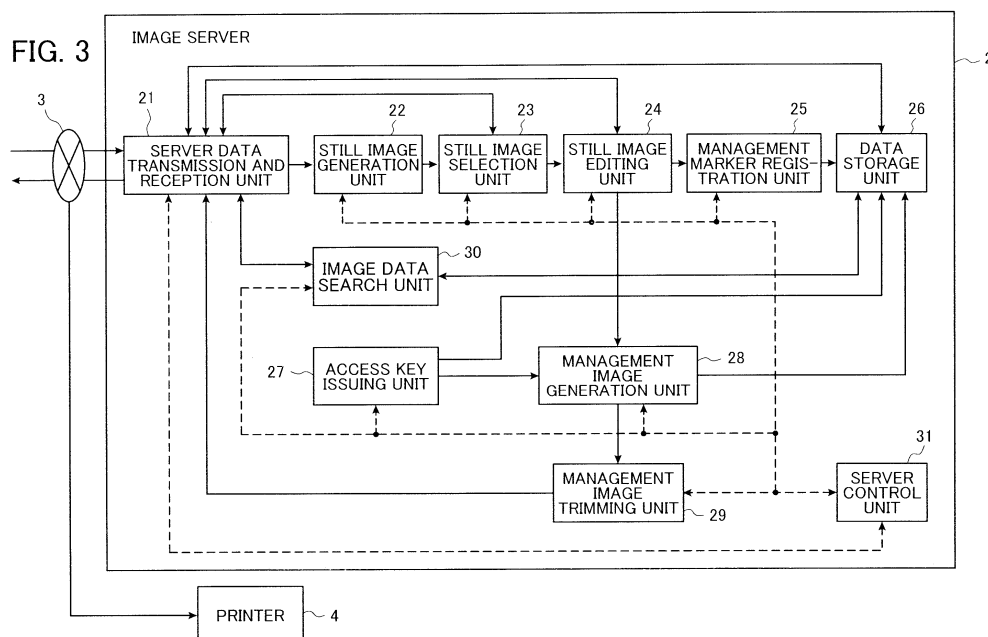 FIG. 3
IMAGE SERVER
2
3
21
SERVER DATA
TRANSMISSION AND
RECEPTION UNIT
22
STILL IMAGE
GENERATION
UNIT
23
STILL IMAGE
SELECTION
UNIT
24
STILL IMAGE
EDITING
UNIT
25
MANAGEMENT
MARKER REGIS-
TRATION UNIT
26
DATA
STORAGE
UNIT
30
IMAGE DATA
SEARCH UNIT
27
ACCESS KEY
ISSUING UNIT
28
MANAGEMENT
IMAGE
GENERATION UNIT
29
MANAGEMENT
IMAGE
TRIMMING UNIT
31
SERVER
CONTROL
UNIT
PRINTER
4